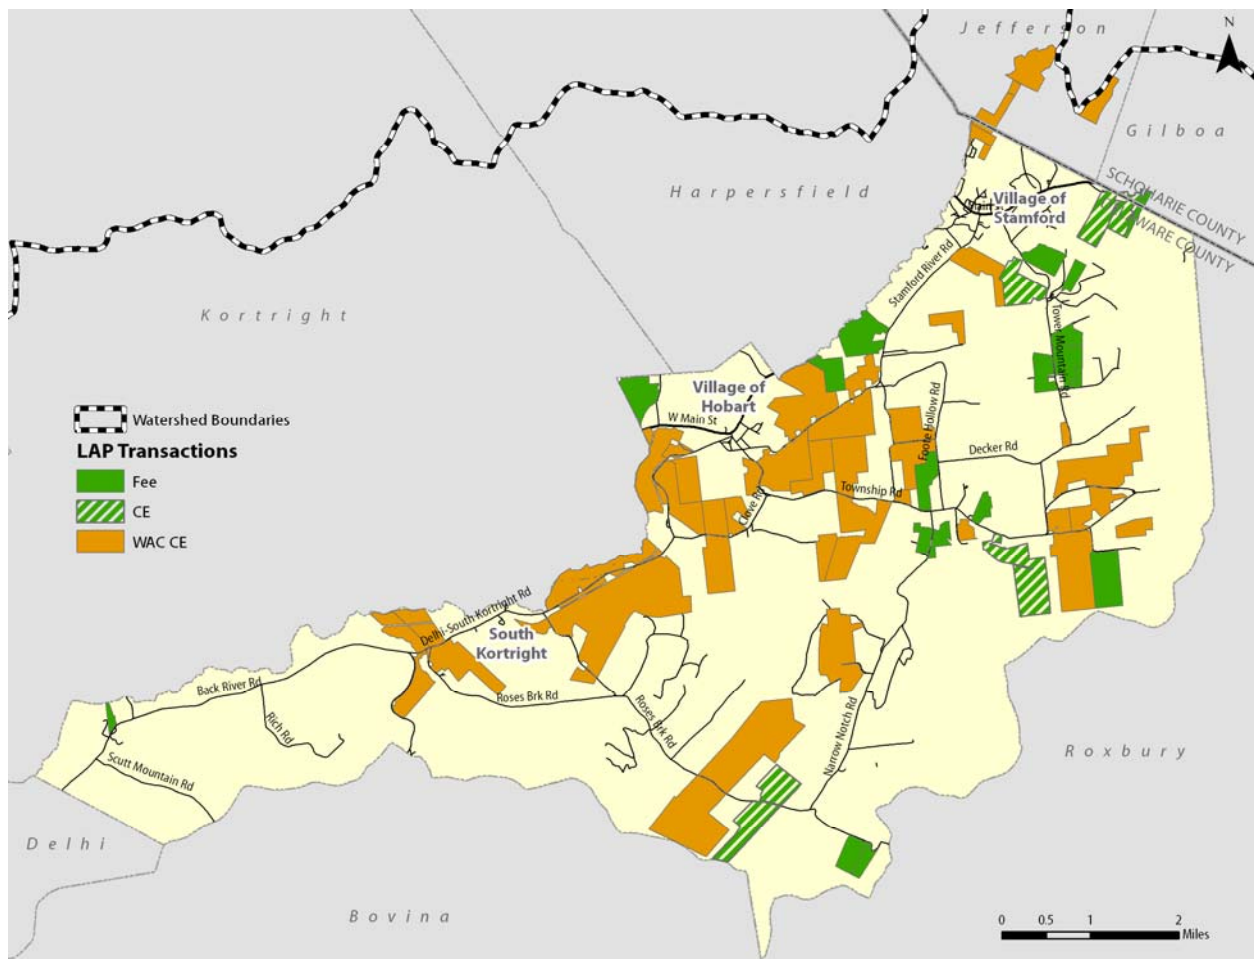 Jefferson
N
Gilboa
Harpersfield
SCHOHARIE COUNTY
DELAWARE COUNTY
Village of
Stamford
Main
Stamford River Rd
Kortright
Tower Mountain Rd
Village of
Hobart
W Main St
Foote Hollow Rd
Decker Rd
Watershed Boundaries
LAP Transactions
Fee
CE
WAC CE
Township Rd
Clove Rd
Delhi-South Kortright Rd
South
Kortright
Back River Rd
Roses Brk Rd
Roses Brk Rd
Rich Rd
Narrow Notch Rd
Scutt Mountain Rd
Roxbury
Delhi
Bovina
0 0.5 1 2
Miles